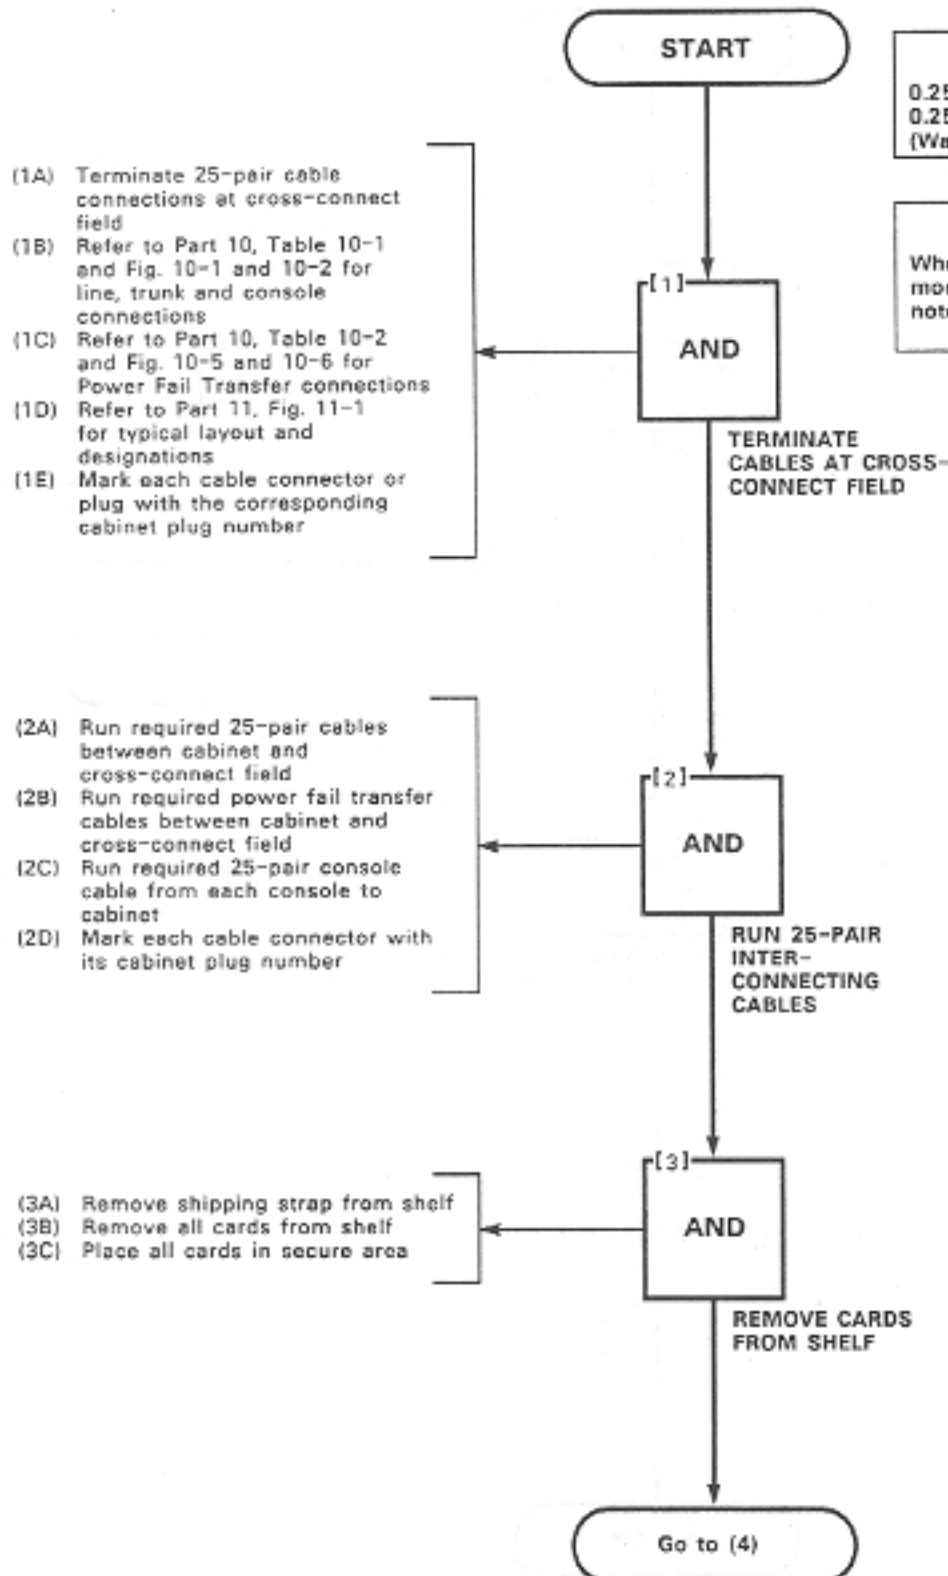 START
0.25
0.25
(Wa
Whe
mou
note
(1A) Terminate 25-pair cable
connections at cross-connect
field
(1B) Refer to Part 10, Table 10-1
and Fig. 10-1 and 10-2 for
line, trunk and console
connections
(1C) Refer to Part 10, Table 10-2
and Fig. 10-5 and 10-6 for
Power Fail Transfer connections
(1D) Refer to Part 11, Fig. 11-1
for typical layout and
designations
(1E) Mark each cable connector or
plug with the corresponding
cabinet plug number
[1]
AND
TERMINATE
CABLES AT CROSS-
CONNECT FIELD
(2A) Run required 25-pair cables
between cabinet and
cross-connect field
(2B) Run required power fail transfer
cables between cabinet and
cross-connect field
(2C) Run required 25-pair console
cable from each console to
cabinet
(2D) Mark each cable connector with
its cabinet plug number
[2]
AND
RUN 25-PAIR
INTER-
CONNECTING
CABLES
(3A) Remove shipping strap from shelf
(3B) Remove all cards from shelf
(3C) Place all cards in secure area
[3]
AND
REMOVE CARDS
FROM SHELF
Go to (4)